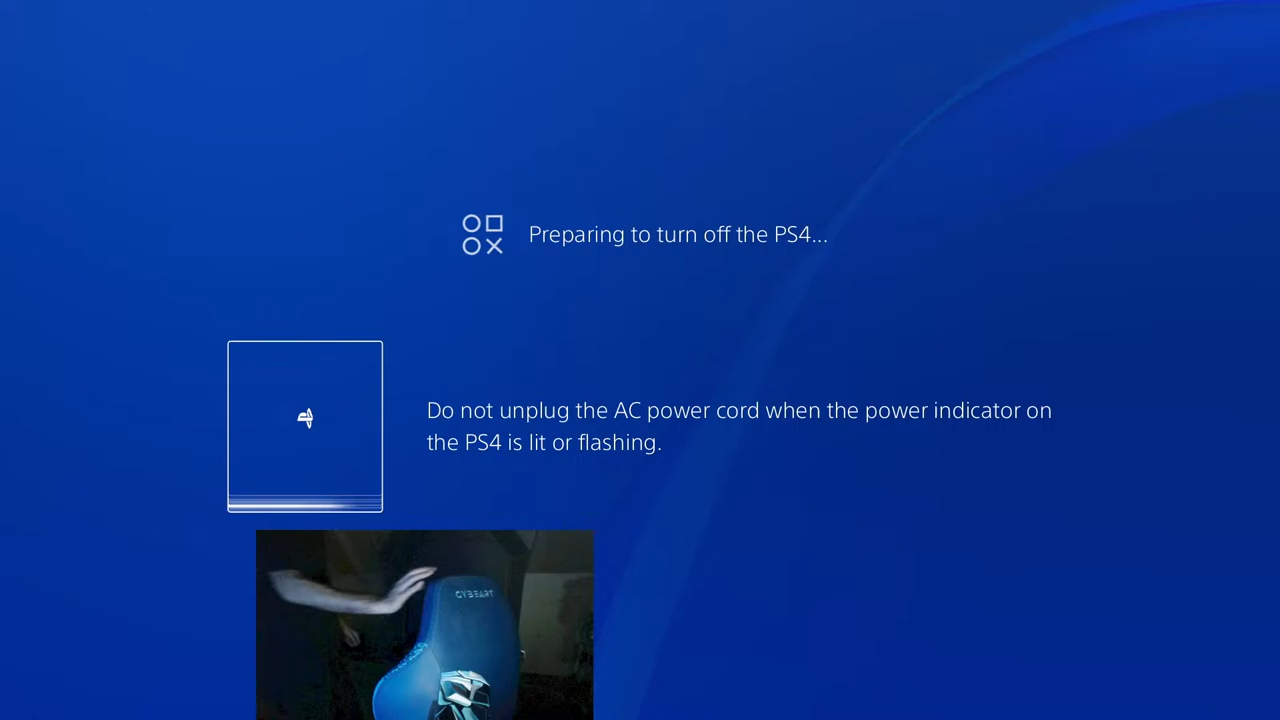 Preparing to turn off the PS4...
Do not unplug the AC power cord when the power indicator on
the PS4 is lit or flashing.
CYBEART